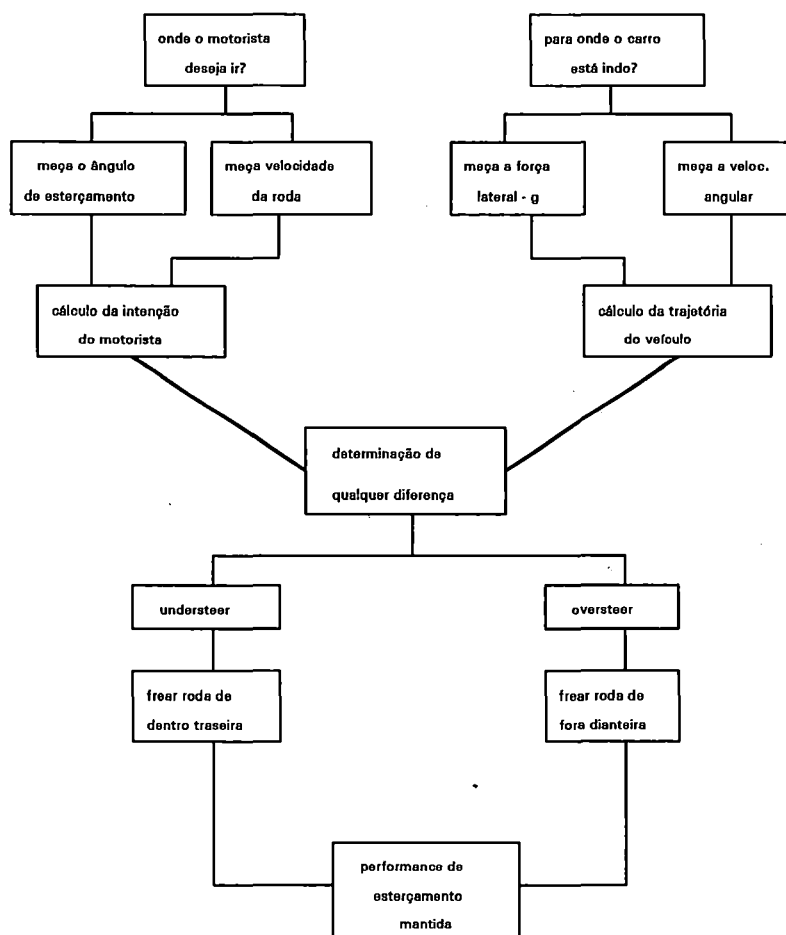 onde o motorista
deseja ir?
para onde o carro
está indo?
meça o ângulo
de esterçamento
meça velocidade
da roda
meça a força
lateral - g
meça a veloc.
angular
cálculo da intenção
do motorista
cálculo da trajetória
do veículo
determinação de
qualquer diferença
understeer
oversteer
frear roda de
dentro traseira
frear roda de
fora dianteira
performance de
esterçamento
mantida